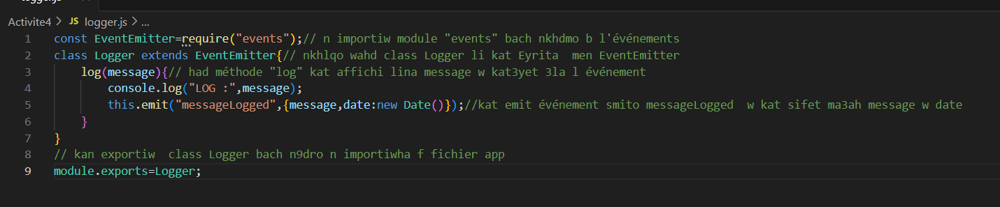 Activite4 > JS logger.js > ...
1 const EventEmitter=require("events");// n importiw module "events" bach nkhdmo b l'événements
2 class Logger extends EventEmitter{// nkhlqo wahd class Logger li kat Eyrita  men EventEmitter
3     log(message){// had méthode "log" kat affichi lina message w kat3yet 3la l événement
4         console.log("LOG :",message);
5         this.emit("messageLogged",{message,date:new Date()});//kat emit événement smito messageLogged  w kat sifet ma3ah message w date
6     }
7 }
8 // kan exportiw  class Logger bach n9dro n importiwha f fichier app
9 module.exports=Logger;